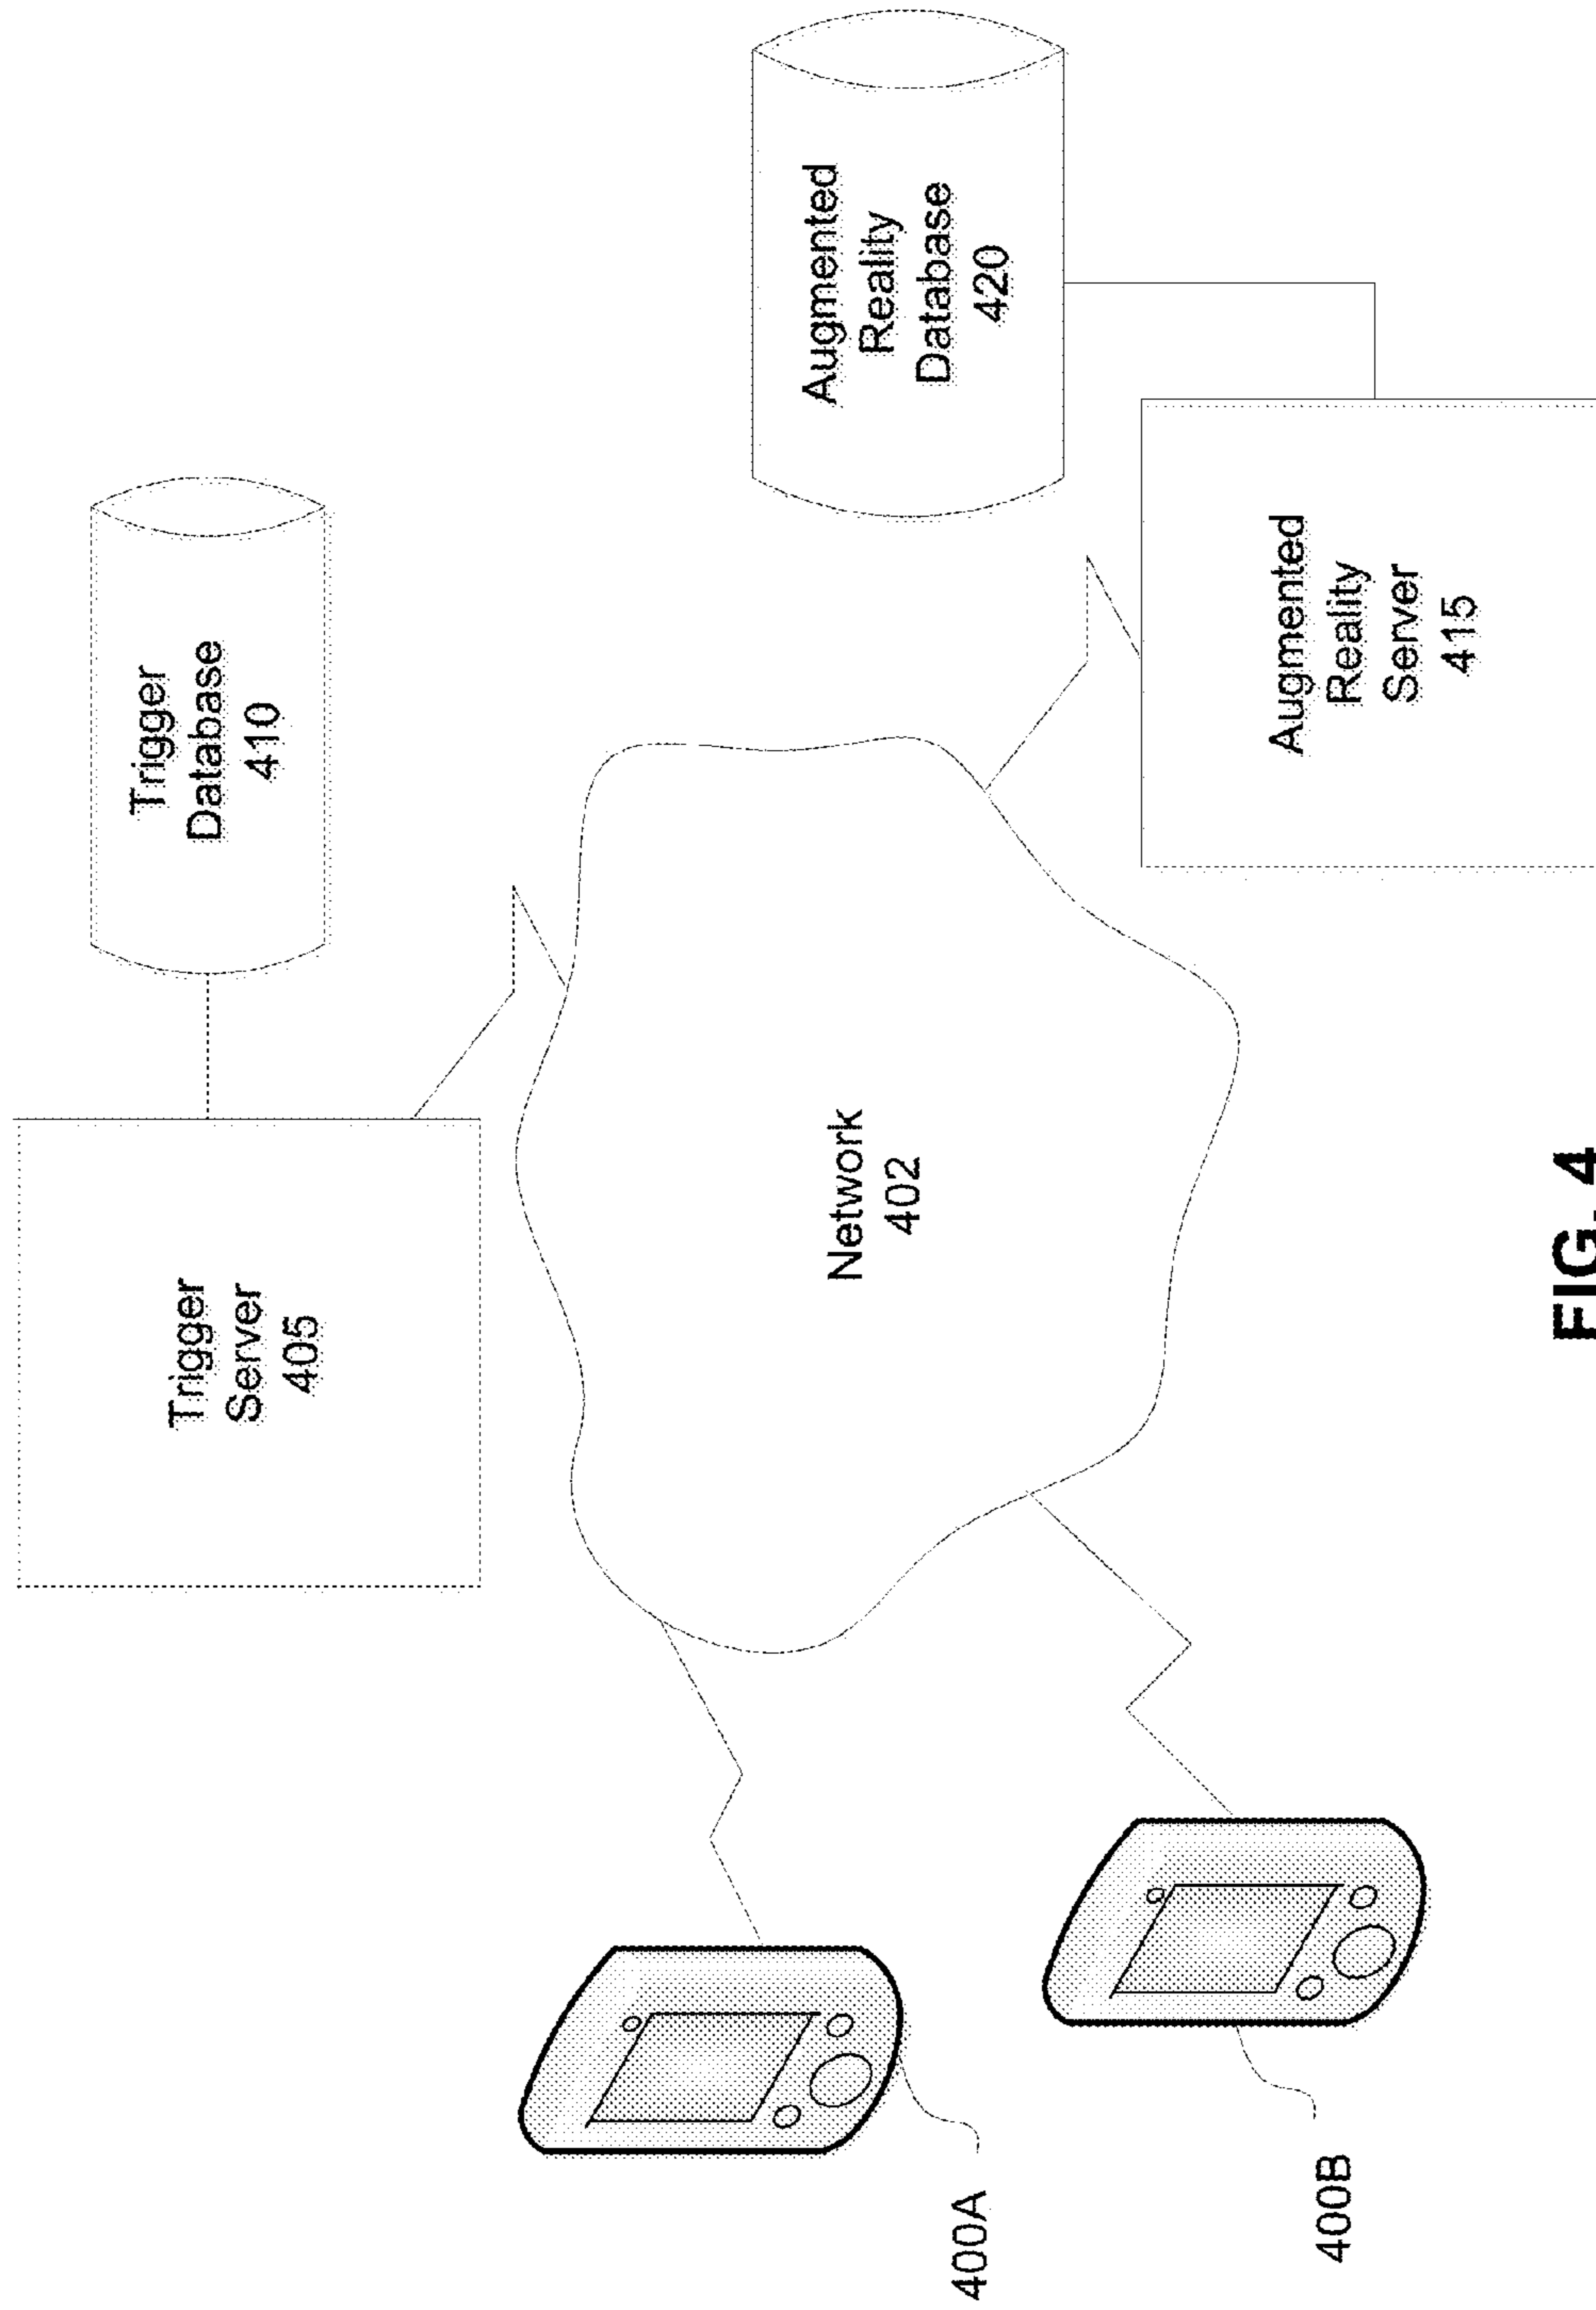 Trigger
Server
405
Trigger
Database
410
Network
402
Augmented
Reality
Database
420
Augmented
Reality
Server
415
400A
400B
FIG. 4